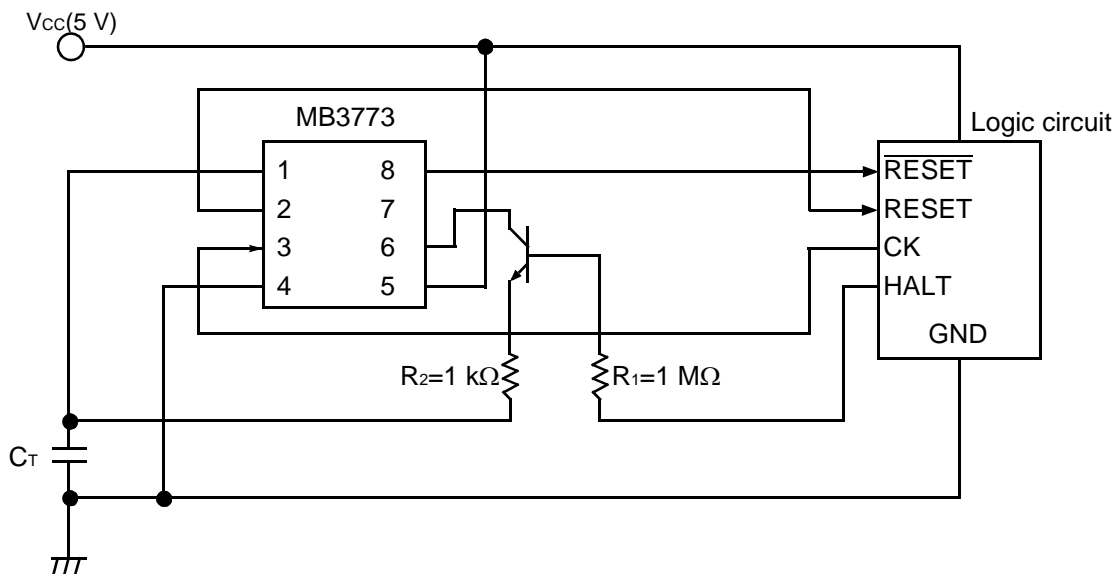 VCC(5 V)
MB3773
Logic circuit
1 8
2 7
3 6
4 5
RESET
RESET
CK
HALT
GND
R2=1 kΩ
R1=1 MΩ
CT